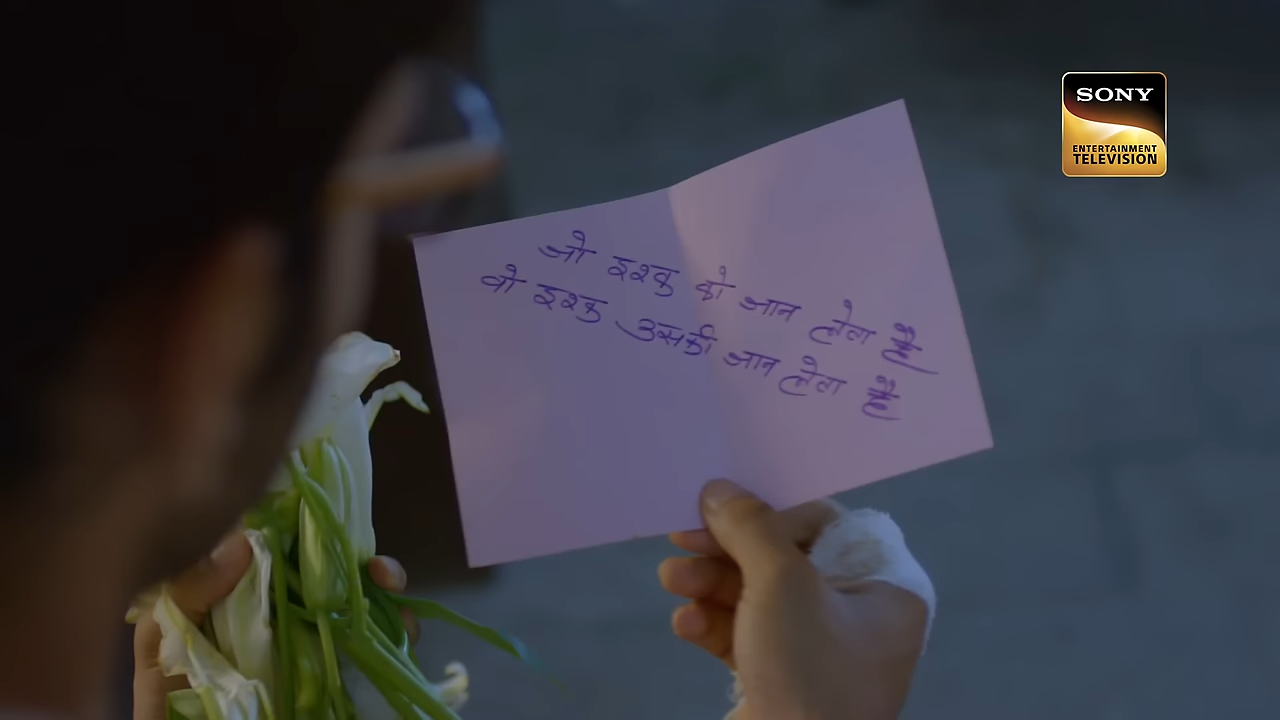 जो इश्क को जान लेता है
वो इश्क उसकी जान लेता है
SONY
ENTERTAINMENT
TELEVISION